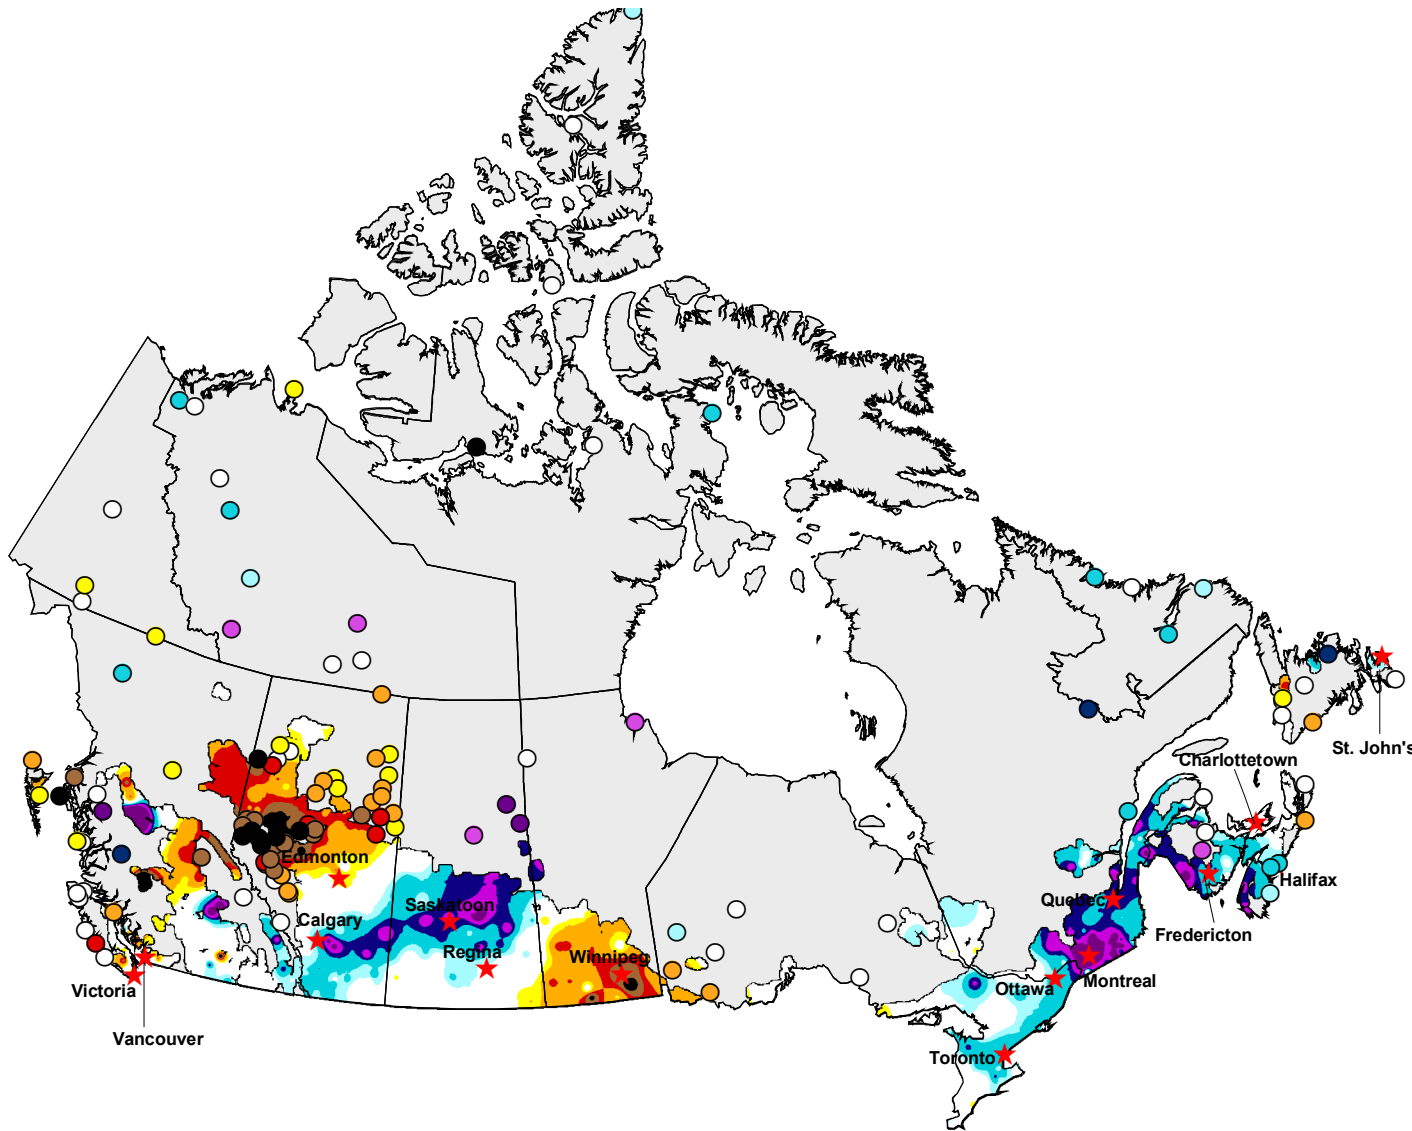 St. John's
Charlottetown
Edmonton
Halifax
Quebec
Saskatoon
Calgary
Fredericton
Regina
Winnipeg
Montreal
Ottawa
Victoria
Vancouver
Toronto